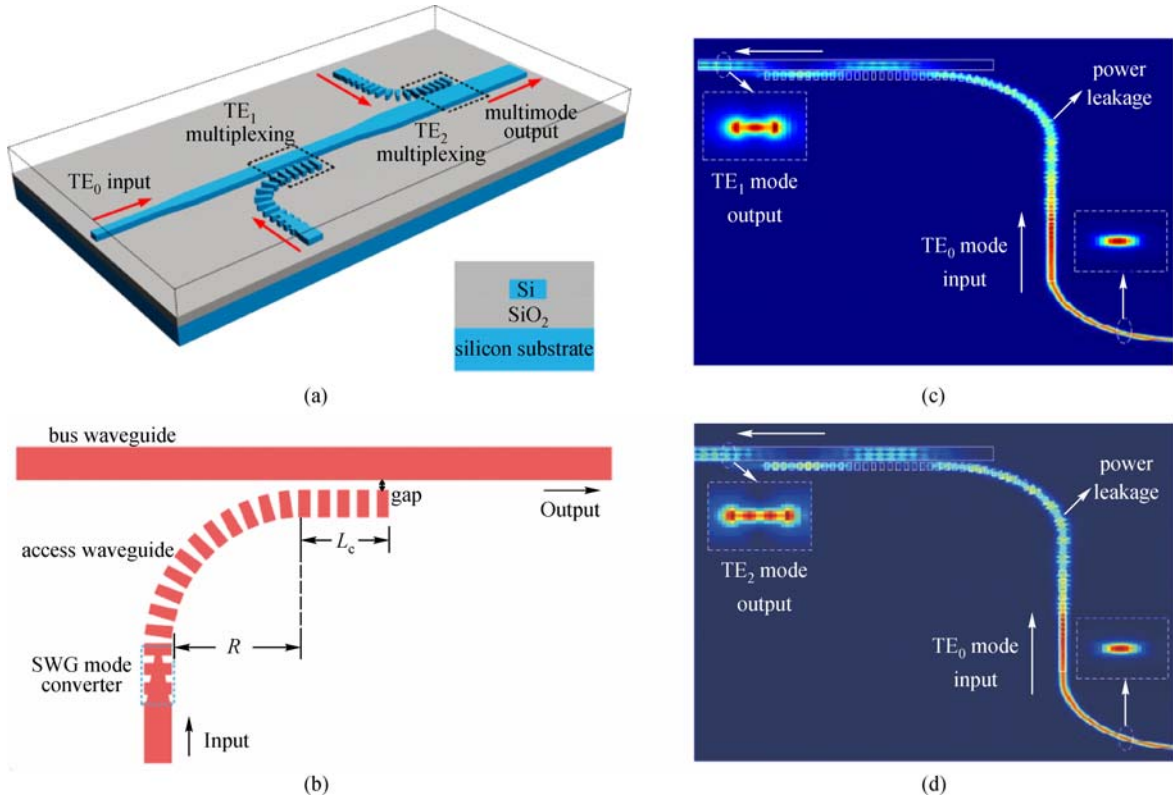 TE₁
multiplexing
TE₂
multiplexing
multimode
output
TE₀ input
Si
SiO₂
silicon substrate
(a)
bus waveguide
gap
Output
access waveguide
Lc
R
SWG mode
converter
Input
(b)
power
leakage
TE₁ mode
output
TE₀ mode
input
(c)
power
leakage
TE₂ mode
output
TE₀ mode
input
(d)